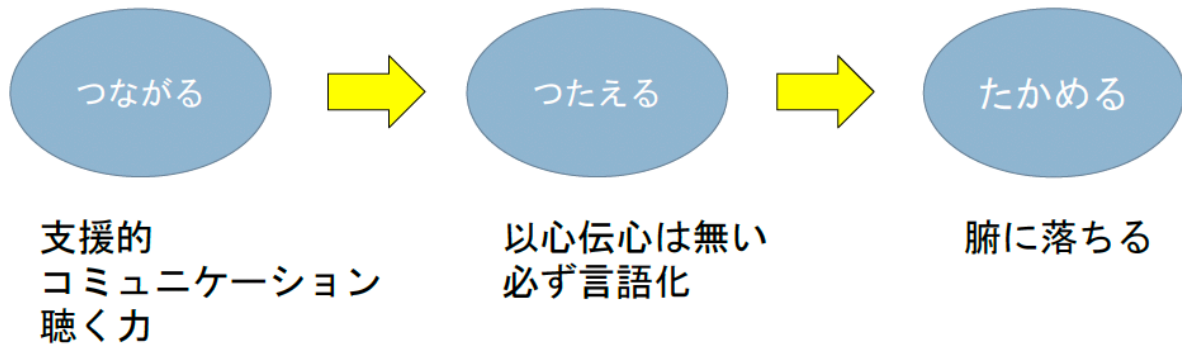 つながる
つたえる
たかめる
支援的
コミュニケーション
聴く力
以心伝心は無い
必ず言語化
腑に落ちる